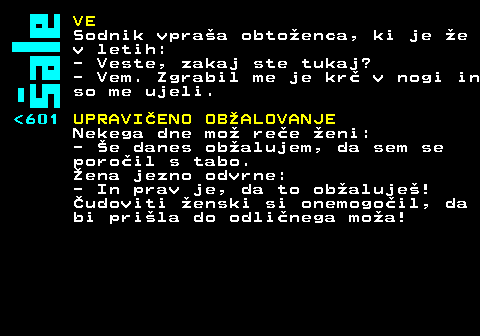 Šale
VE
Sodnik vpraša obtoženca, ki je že
v letih:
- Veste, zakaj ste tukaj?
- Vem. Zgrabil me je krč v nogi in
so me ujeli.
<601 UPRAVIČENO OBŽALOVANJE
Nekega dne mož reče ženi:
- Še danes obžalujem, da sem se
poročil s tabo.
Žena jezno odvrne:
- In prav je, da to obžaluješ!
Čudoviti ženski si onemogočil, da
bi prišla do odličnega moža!